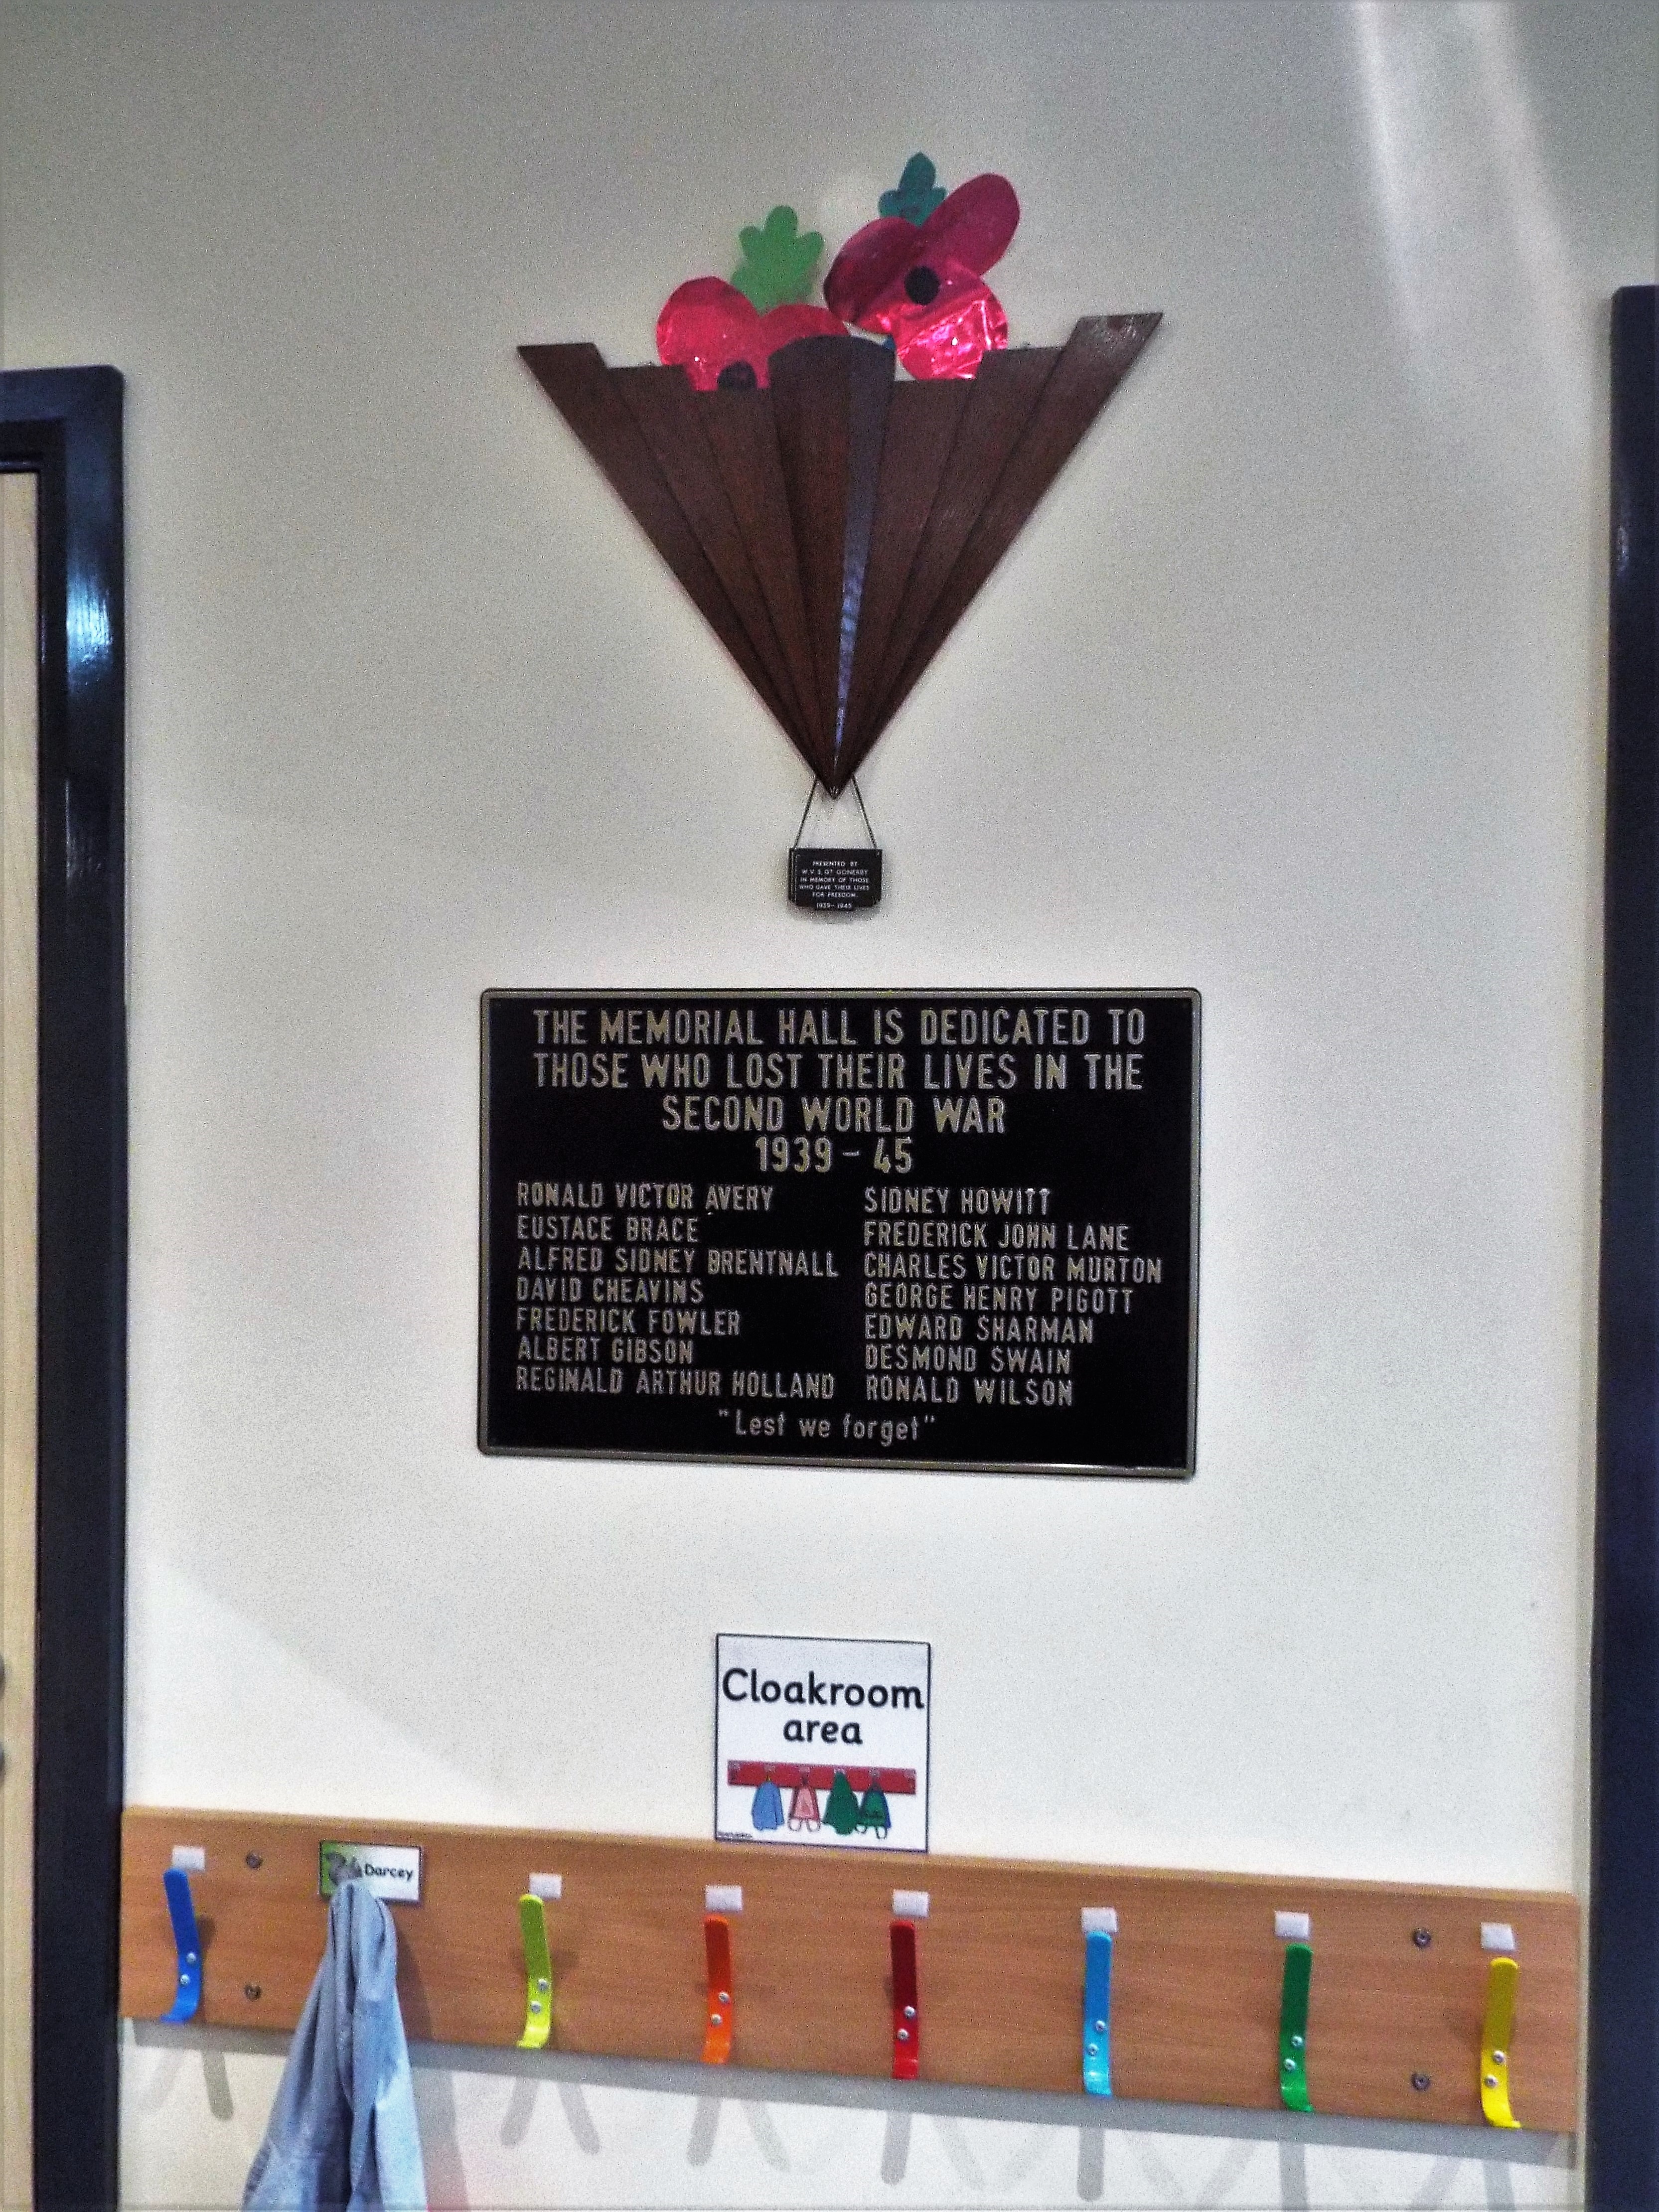 PRESENTED BY
W.V.S. GT GONERBY
IN MEMORY OF THOSE
WHO GAVE THEIR LIVES
FOR FREEDOM.
1939-1945
THE MEMORIAL HALL IS DEDICATED TO
THOSE WHO LOST THEIR LIVES IN THE
SECOND WORLD WAR
1939 - 45
RONALD VICTOR AVERY
EUSTACE BRACE
ALFRED SIDNEY BRENTNALL
DAVID CHEAVINS
FREDERICK FOWLER
ALBERT GIBSON
REGINALD ARTHUR HOLLAND
SIDNEY HOWITT
FREDERICK JOHN LANE
CHARLES VICTOR MURTON
GEORGE HENRY PIGOTT
EDWARD SHARMAN
DESMOND SWAIN
RONALD WILSON
"Lest we forget"
Cloakroom
area
Darcey